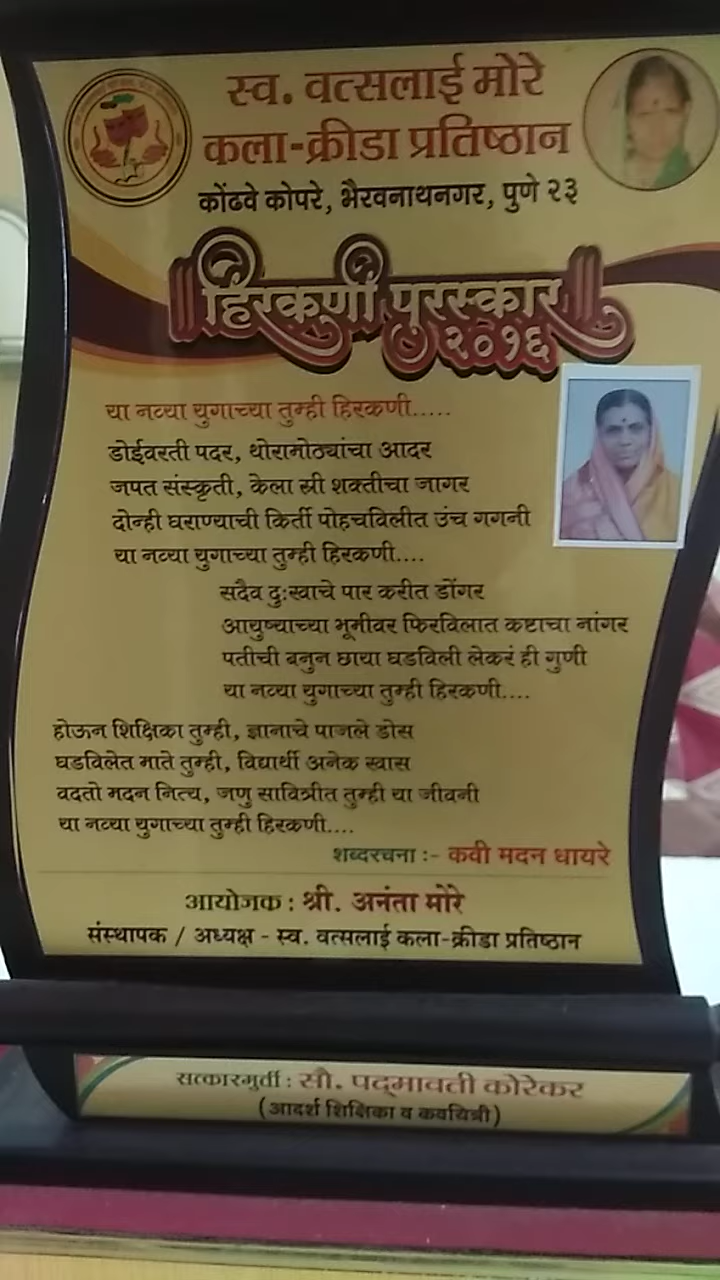 स्व. वत्सलाई मोरे
कला-क्रीडा प्रतिष्ठान
कोंढवे कोपरे, भैरवनाथनगर, पुणे २३
हिरकणी पुरस्कार
२०१६
या नव्या युगाच्या तुम्ही हिरकणी.....
डोईवरती पदर, थोरामोठ्यांचा आदर
जपत संस्कृती, केला स्री शक्तीचा जागर
दोन्ही घराण्याची किर्ती पोहचविलीत उंच गगनी
या नव्या युगाच्या तुम्ही हिरकणी....
सदैव दुःखाचे पार करीत डोंगर
आयुष्याच्या भूमीवर फिरविलात कष्टाचा नांगर
पतीची बनुन छाया घडविली लेकरं ही गुणी
या नव्या युगाच्या तुम्ही हिरकणी....
होऊन शिक्षिका तुम्ही, ज्ञानाचे पाजले डोस
घडविलेत माते तुम्ही, विद्यार्थी अनेक खास
वदतो मदन नित्य, जणु सावित्रीत तुम्ही या जीवनी
या नव्या युगाच्या तुम्ही हिरकणी....
शब्दरचना :- कवी मदन धायरे
आयोजक : श्री. अनंता मोरे
संस्थापक / अध्यक्ष - स्व. वत्सलाई कला-क्रीडा प्रतिष्ठान
सत्कारमुर्ती : सौ. पद्मावती कोरेकर
(आदर्श शिक्षिका व कवयित्री)